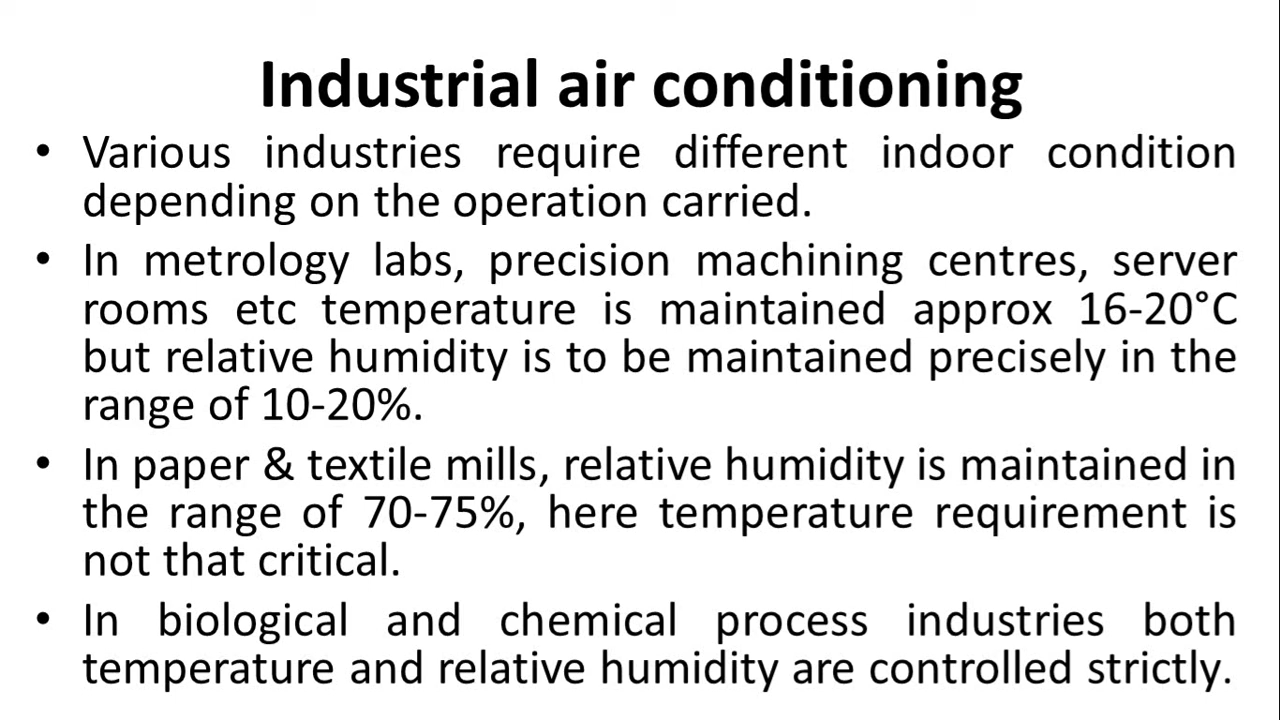 Industrial air conditioning
• Various industries require different indoor condition
depending on the operation carried.
• In metrology labs, precision machining centres, server
rooms etc temperature is maintained approx 16-20°C
but relative humidity is to be maintained precisely in the
range of 10-20%.
• In paper & textile mills, relative humidity is maintained in
the range of 70-75%, here temperature requirement is
not that critical.
• In biological and chemical process industries both
temperature and relative humidity are controlled strictly.